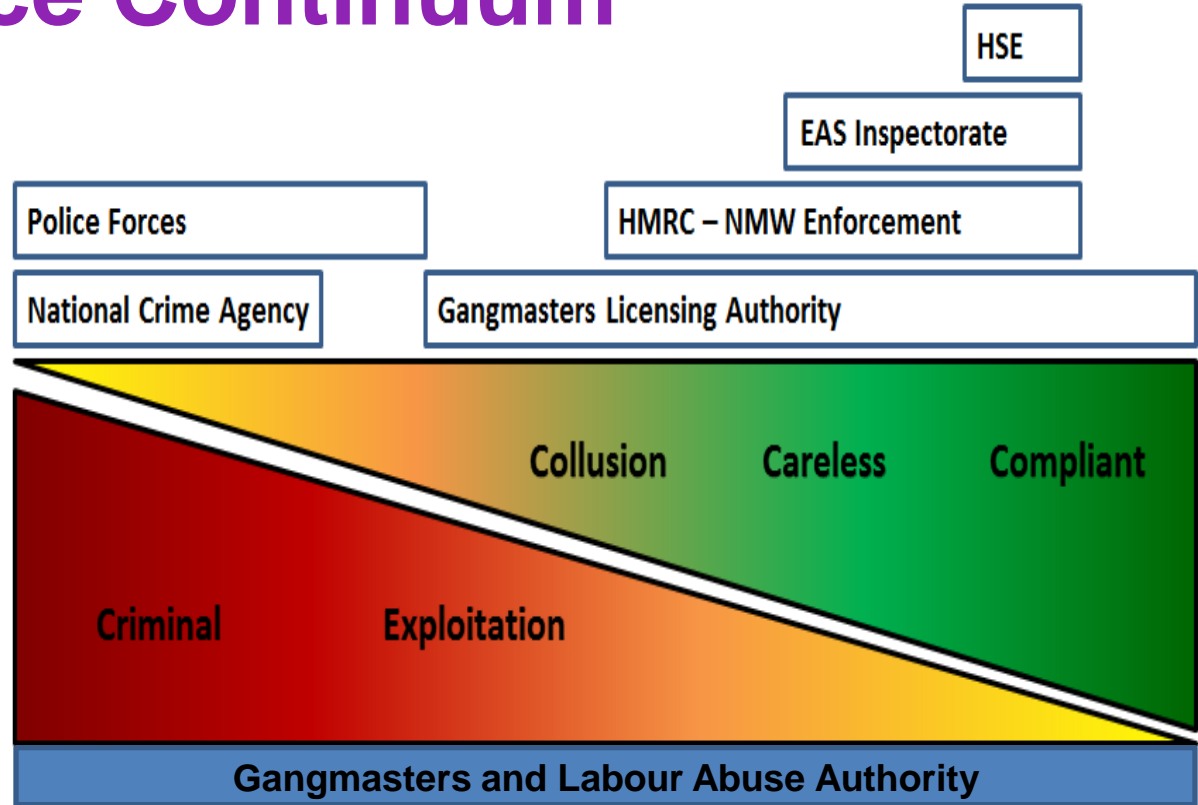 ce Continuum
HSE
EAS Inspectorate
Police Forces
HMRC – NMW Enforcement
National Crime Agency
Gangmasters Licensing Authority
Collusion
Careless
Compliant
Criminal
Exploitation
Gangmasters and Labour Abuse Authority